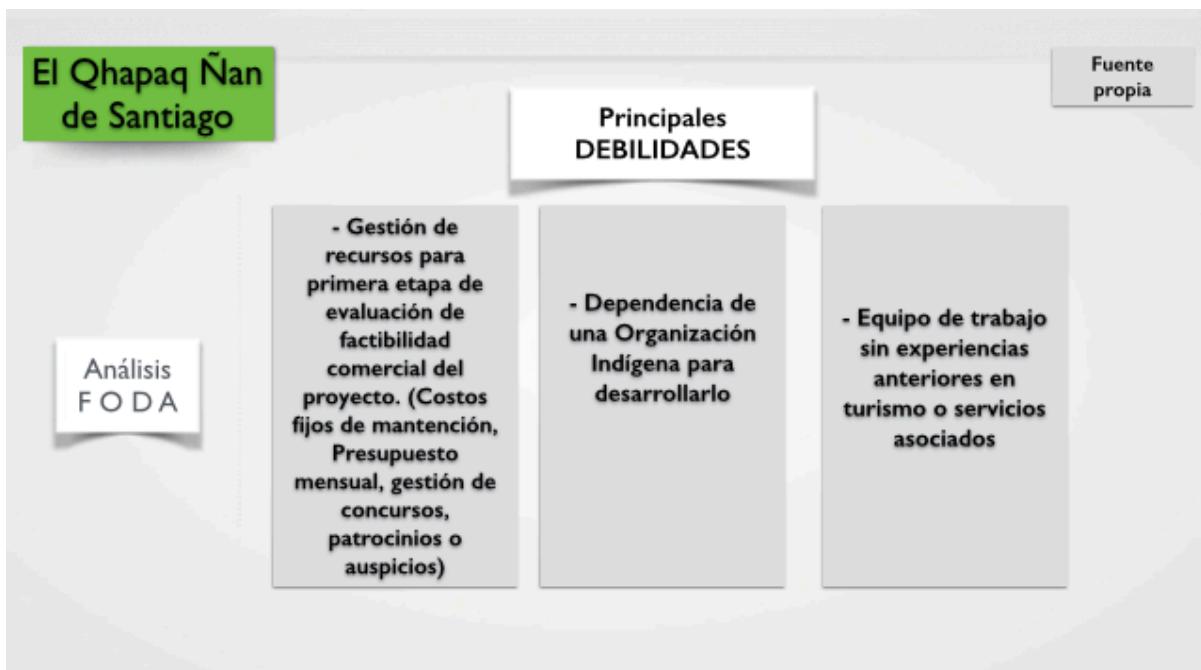 El Qhapaq Ñan
de Santiago
Fuente
propia
Principales
DEBILIDADES
Análisis
F O D A
- Gestión de
recursos para
primera etapa de
evaluación de
factibilidad
comercial del
proyecto. (Costos
fijos de mantención,
Presupuesto
mensual, gestión de
concursos,
patrocinios o
auspicios)
- Dependencia de
una Organización
Indígena para
desarrollarlo
- Equipo de trabajo
sin experiencias
anteriores en
turismo o servicios
asociados